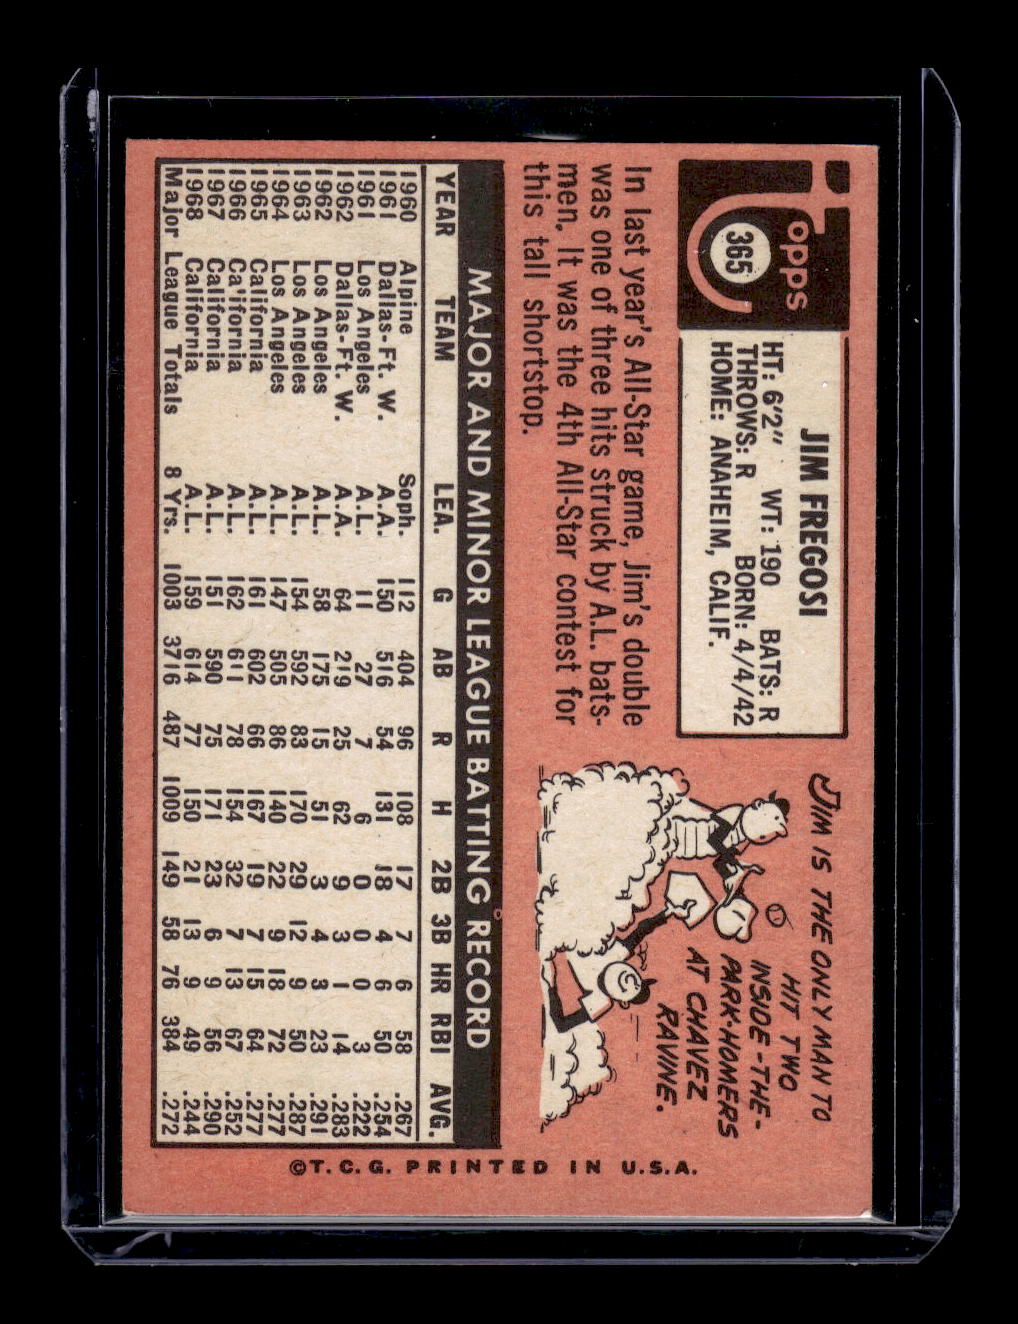 Topps
365
JIM FREGOSI
HT: 6'2" WT: 190 BATS: R
THROWS: R BORN: 4/4/42
HOME: ANAHEIM, CALIF.
In last year's All-Star game, Jim's double
was one of three hits struck by A.L. bats-
men. It was the 4th All-Star contest for
this tall shortstop.
JIM IS THE ONLY MAN TO
HIT TWO
INSIDE-THE-
PARK-HOMERS
AT CHAVEZ
RAVINE.
MAJOR AND MINOR LEAGUE BATTING RECORD
YEAR TEAM LEA. G AB R H 2B 3B HR RBI AVG.
1960 Alpine Soph. 112 404 96 108 17 7 6 58 .267
1961 Dallas-Ft. W. A.A. 150 516 54 131 18 4 6 50 .254
1961 Los Angeles A.L. 11 27 7 6 0 0 0 3 .222
1962 Dallas-Ft. W. A.A. 64 219 25 62 9 3 1 14 .283
1962 Los Angeles A.L. 58 175 15 51 3 4 3 23 .291
1963 Los Angeles A.L. 154 592 83 170 29 12 9 50 .287
1964 Los Angeles A.L. 147 505 86 140 22 9 18 72 .277
1965 California A.L. 161 602 66 167 19 7 15 64 .277
1966 California A.L. 162 611 78 154 32 7 13 67 .252
1967 California A.L. 151 590 75 171 23 6 9 56 .290
1968 California A.L. 159 614 77 150 21 13 9 49 .244
Major League Totals 8 Yrs. 1003 3716 487 1009 149 58 76 384 .272
©T.C.G. PRINTED IN U.S.A.